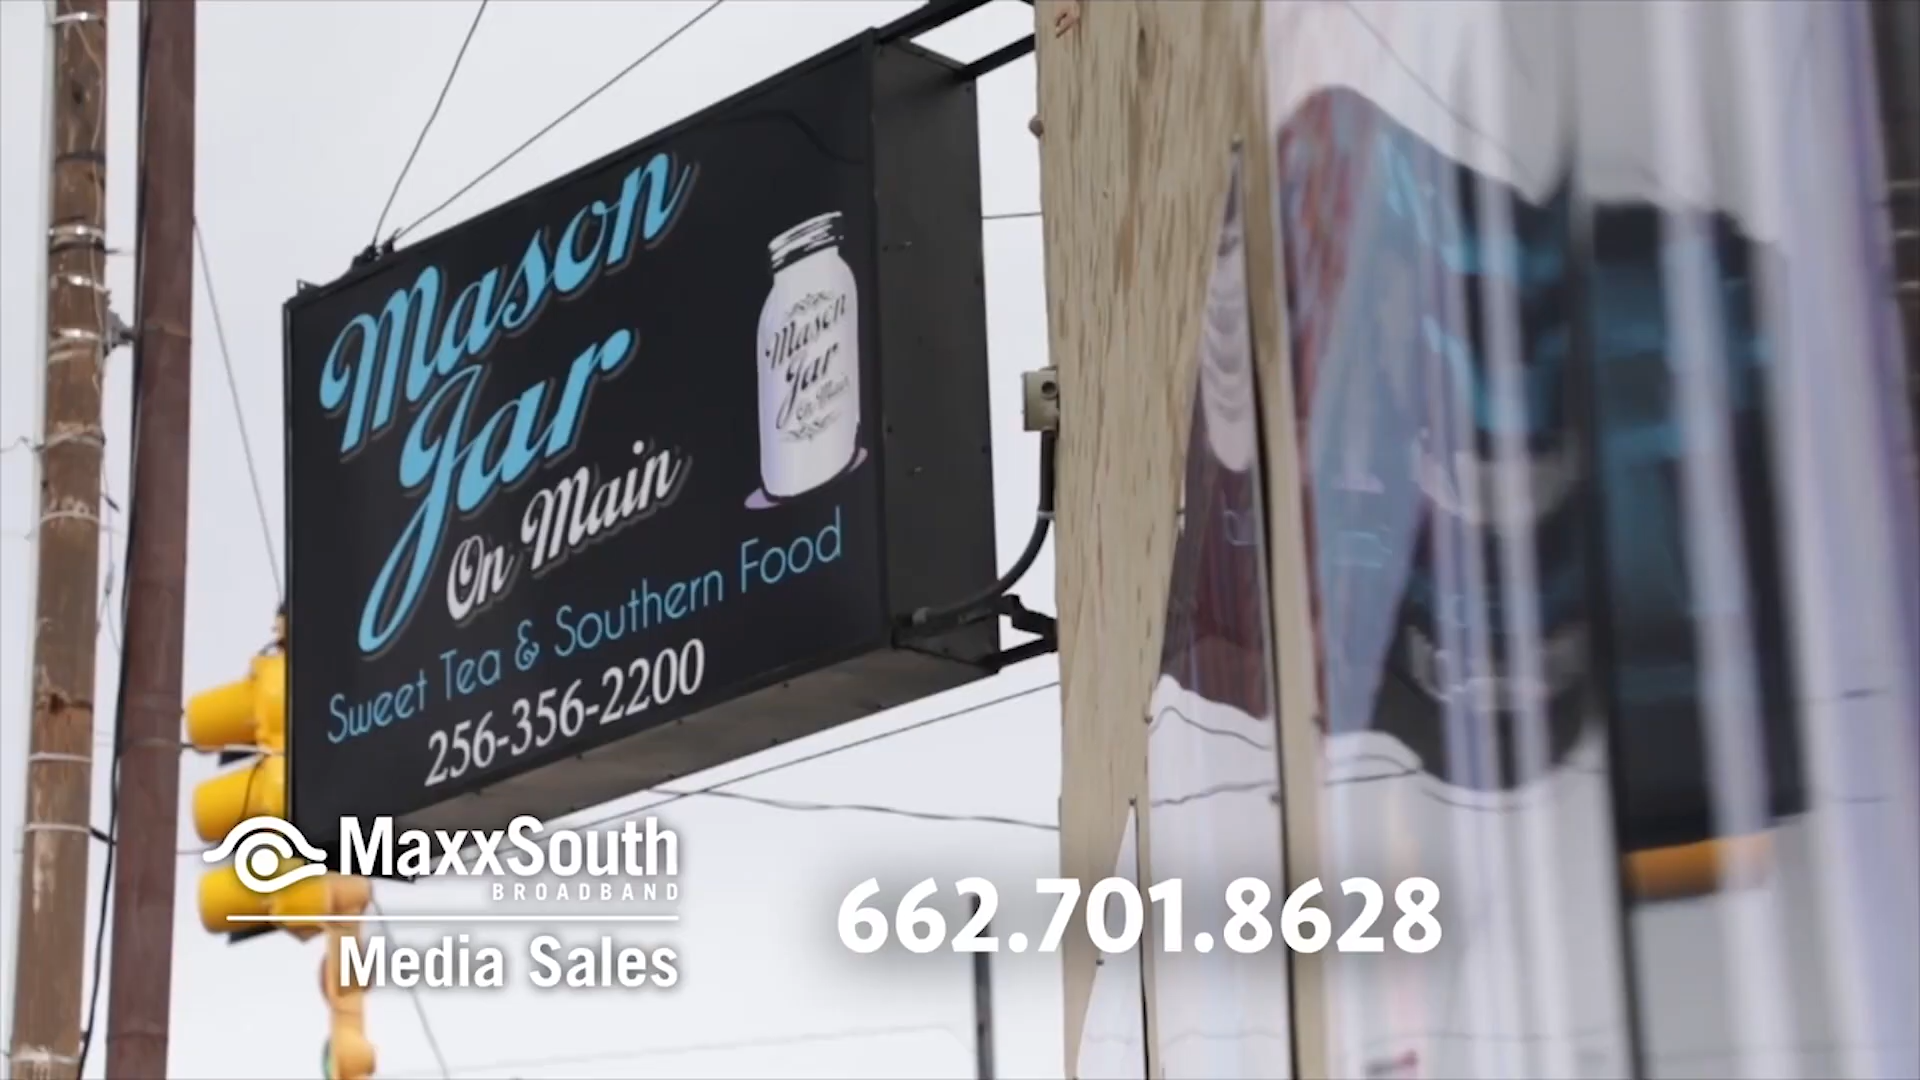 Mason
Jar
On Main
Sweet Tea & Southern Food
256-356-2200
Mason
Jar
On Main
MaxxSouth
BROADBAND
Media Sales
662.701.8628